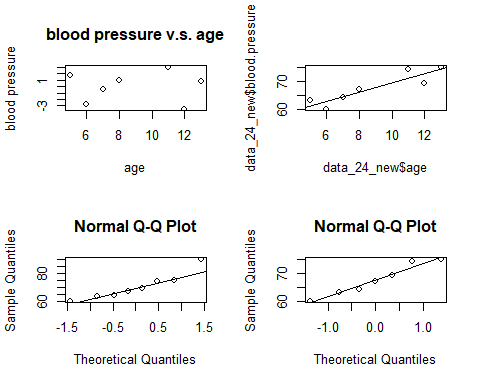 blood pressure v.s. age
blood pressure
1
-3
6 8 10 12
age
data_24_new$blood.pressure
70
60
6 8 10 12
data_24_new$age
Normal Q-Q Plot
Sample Quantiles
80
60
-1.5 -0.5 0.5 1.5
Theoretical Quantiles
Normal Q-Q Plot
Sample Quantiles
70
60
-1.0 0.0 1.0
Theoretical Quantiles